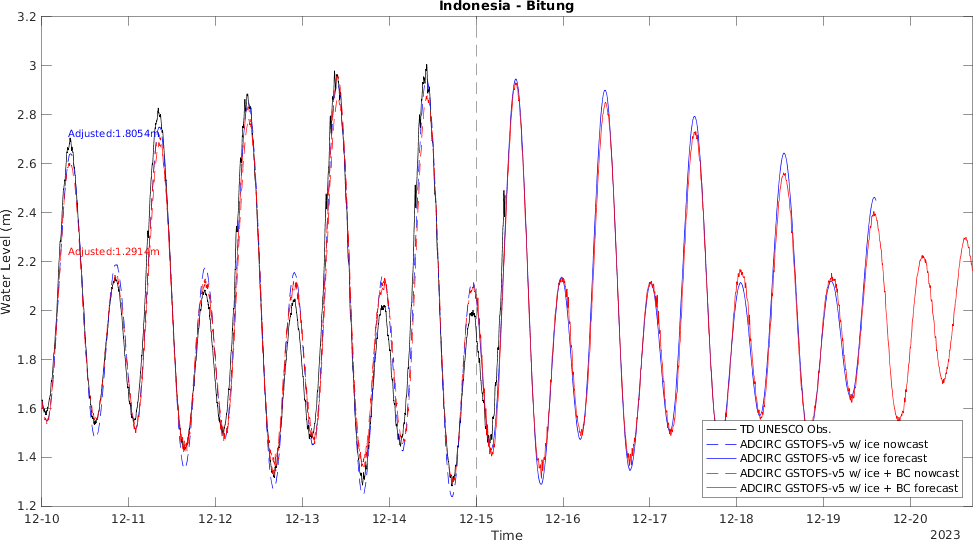 Indonesia - Bitung
3.2
3
2.8
2.6
2.4
2.2
2
1.8
1.6
1.4
1.2
Water Level (m)
Adjusted:1.8054m
Adjusted:1.2914m
TD UNESCO Obs.
ADCIRC GSTOFS-v5 w/ ice nowcast
ADCIRC GSTOFS-v5 w/ ice forecast
ADCIRC GSTOFS-v5 w/ ice + BC nowcast
ADCIRC GSTOFS-v5 w/ ice + BC forecast
12-10 12-11 12-12 12-13 12-14 12-15 12-16 12-17 12-18 12-19 12-20
Time
2023